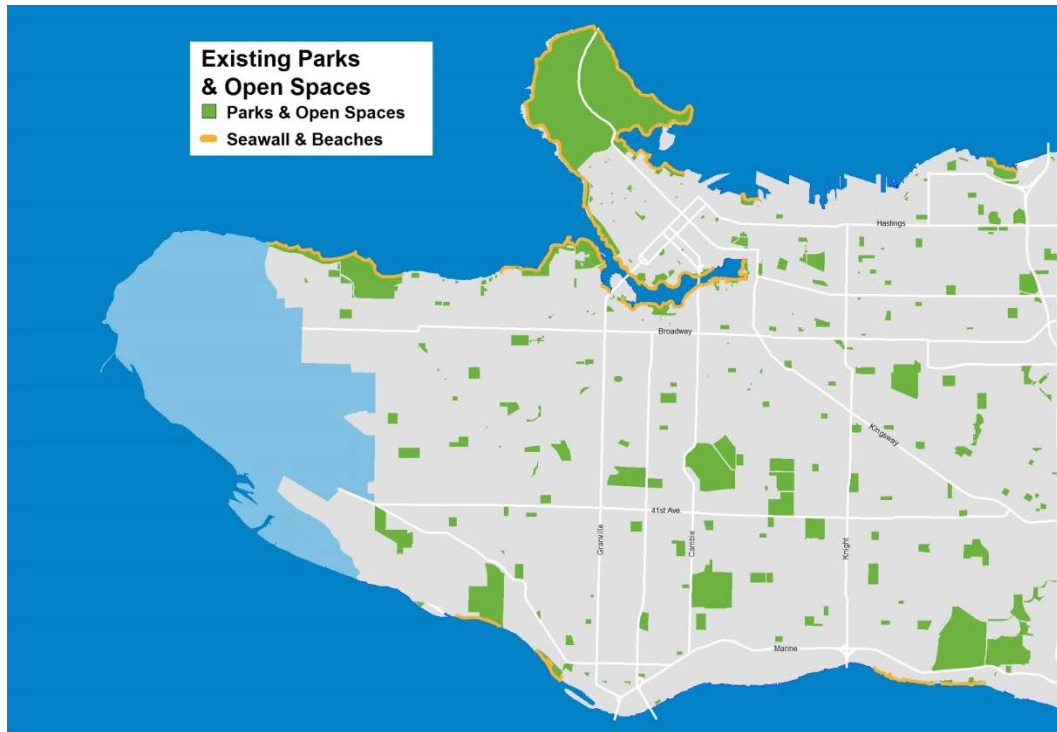 Existing Parks
& Open Spaces
Parks & Open Spaces
Seawall & Beaches
Hastings
Broadway
Kingsway
41st Ave
Granville
Cambie
Knight
Marine